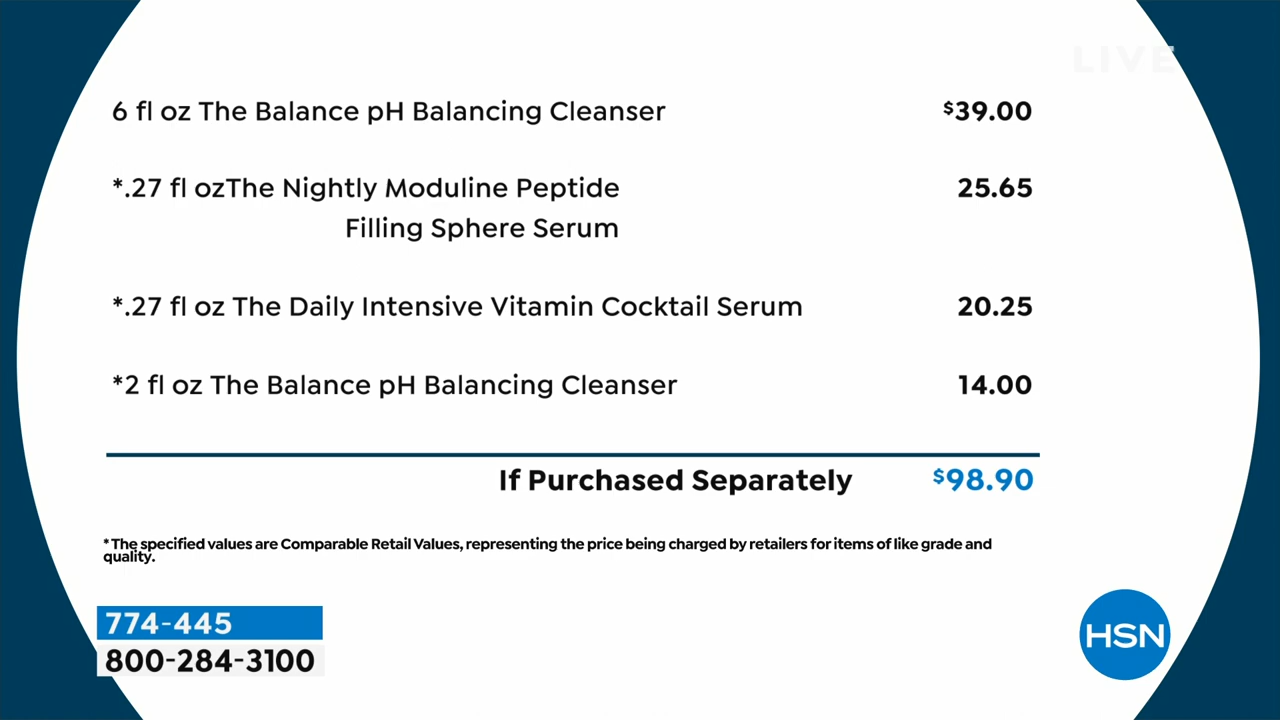 LIVE
6 fl oz The Balance pH Balancing Cleanser $39.00
*.27 fl ozThe Nightly Moduline Peptide 25.65
Filling Sphere Serum
*.27 fl oz The Daily Intensive Vitamin Cocktail Serum 20.25
*2 fl oz The Balance pH Balancing Cleanser 14.00
If Purchased Separately $98.90
*The specified values are Comparable Retail Values, representing the price being charged by retailers for items of like grade and
quality.
774-445
800-284-3100
HSN